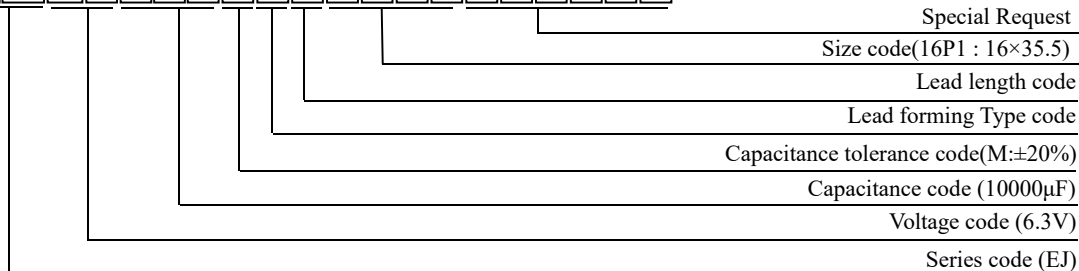 Special Request
Size code(16P1 : 16×35.5)
Lead length code
Lead forming Type code
Capacitance tolerance code(M:±20%)
Capacitance code (10000μF)
Voltage code (6.3V)
Series code (EJ)